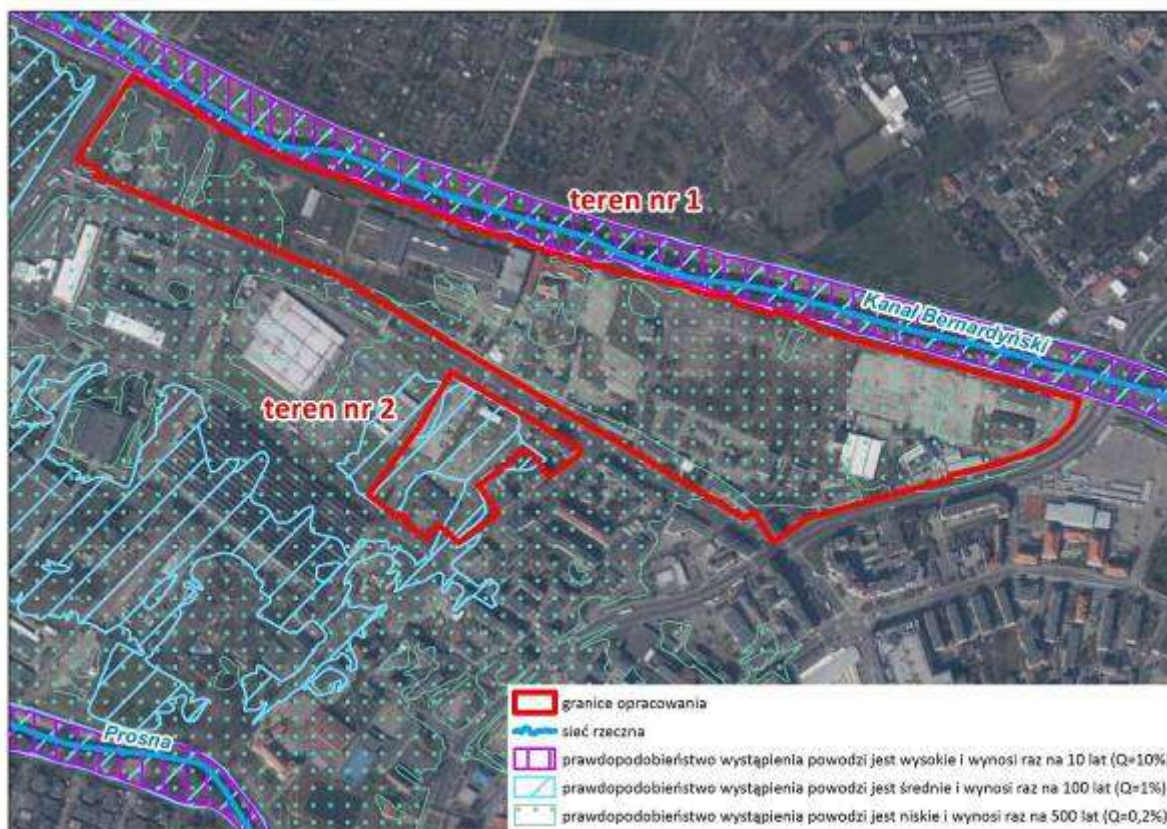 teren nr 1
Kanał Bernardyński
teren nr 2
Prosna
granice opracowania
sieć rzeczna
prawdopodobieństwo wystąpienia powodzi jest wysokie i wynosi raz na 10 lat (Q=10%
prawdopodobieństwo wystąpienia powodzi jest średnie i wynosi raz na 100 lat (Q=1%)
prawdopodobieństwo wystąpienia powodzi jest niskie i wynosi raz na 500 lat (Q=0,2%)